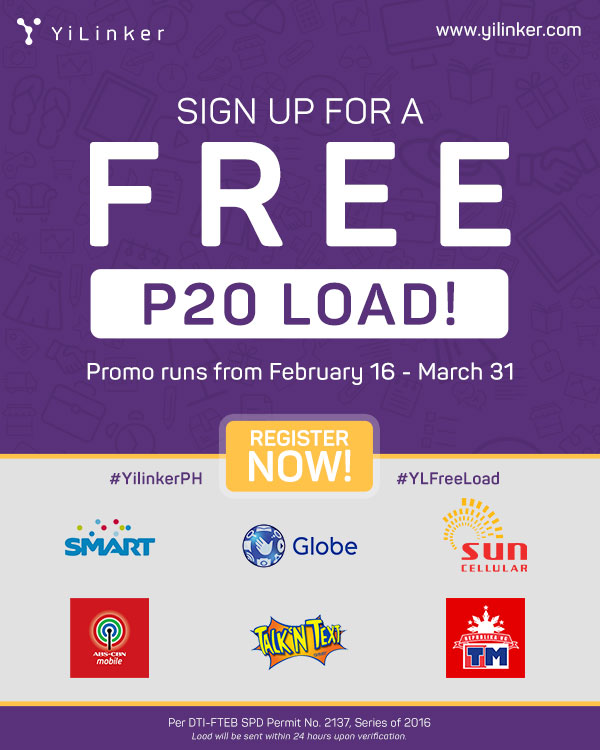 YiLinker
www.yilinker.com
SIGN UP FOR A
FREE
P20 LOAD!
Promo runs from February 16 - March 31
REGISTER
NOW!
#YilinkerPH
#YLFreeLoad
SMART
Globe
SUN
CELLULAR
ABS-CBN
mobile
TALK'N TEXT
REPUBLIKA NG
TM
Per DTI-FTEB SPD Permit No. 2137, Series of 2016
Load will be sent within 24 hours upon verification.